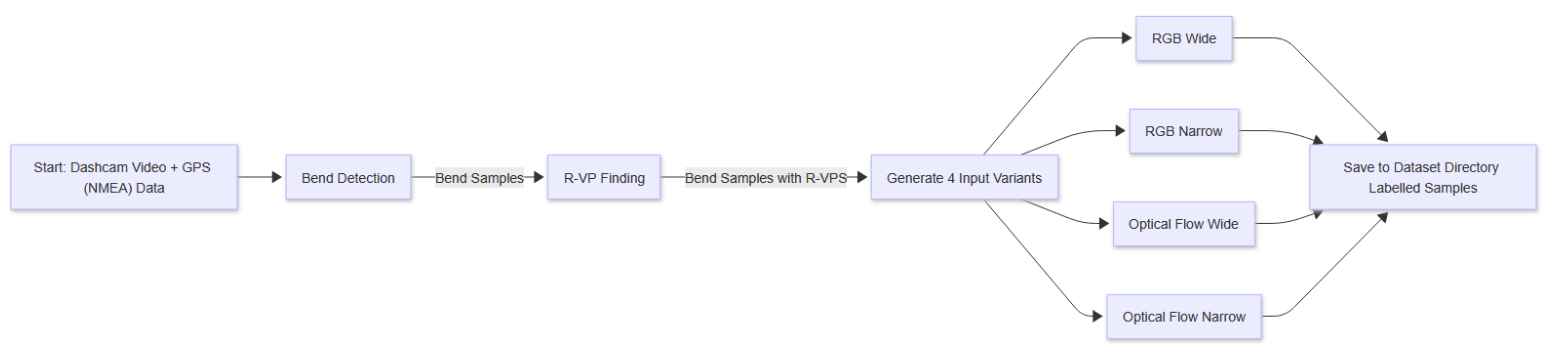 Start: Dashcam Video + GPS
(NMEA) Data
Bend Detection
Bend Samples
R-VP Finding
Bend Samples with R-VPS
Generate 4 Input Variants
RGB Wide
RGB Narrow
Optical Flow Wide
Optical Flow Narrow
Save to Dataset Directory
Labelled Samples